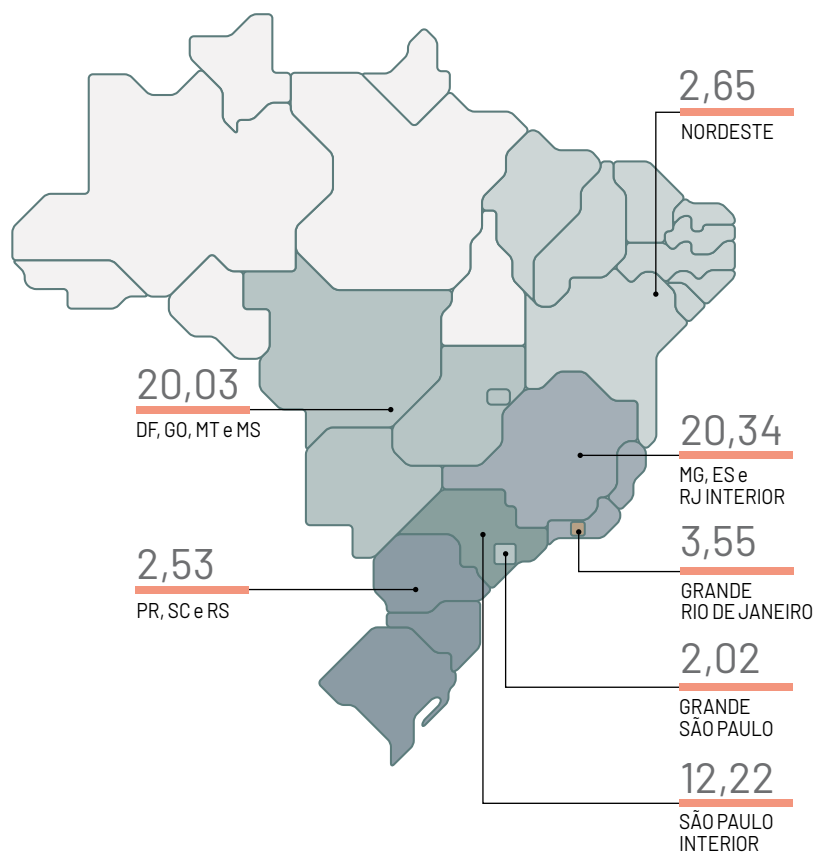 2,65
NORDESTE
20,03
DF, GO, MT e MS
20,34
MG, ES e
RJ INTERIOR
3,55
GRANDE
RIO DE JANEIRO
2,53
PR, SC e RS
2,02
GRANDE
SÃO PAULO
12,22
SÃO PAULO
INTERIOR